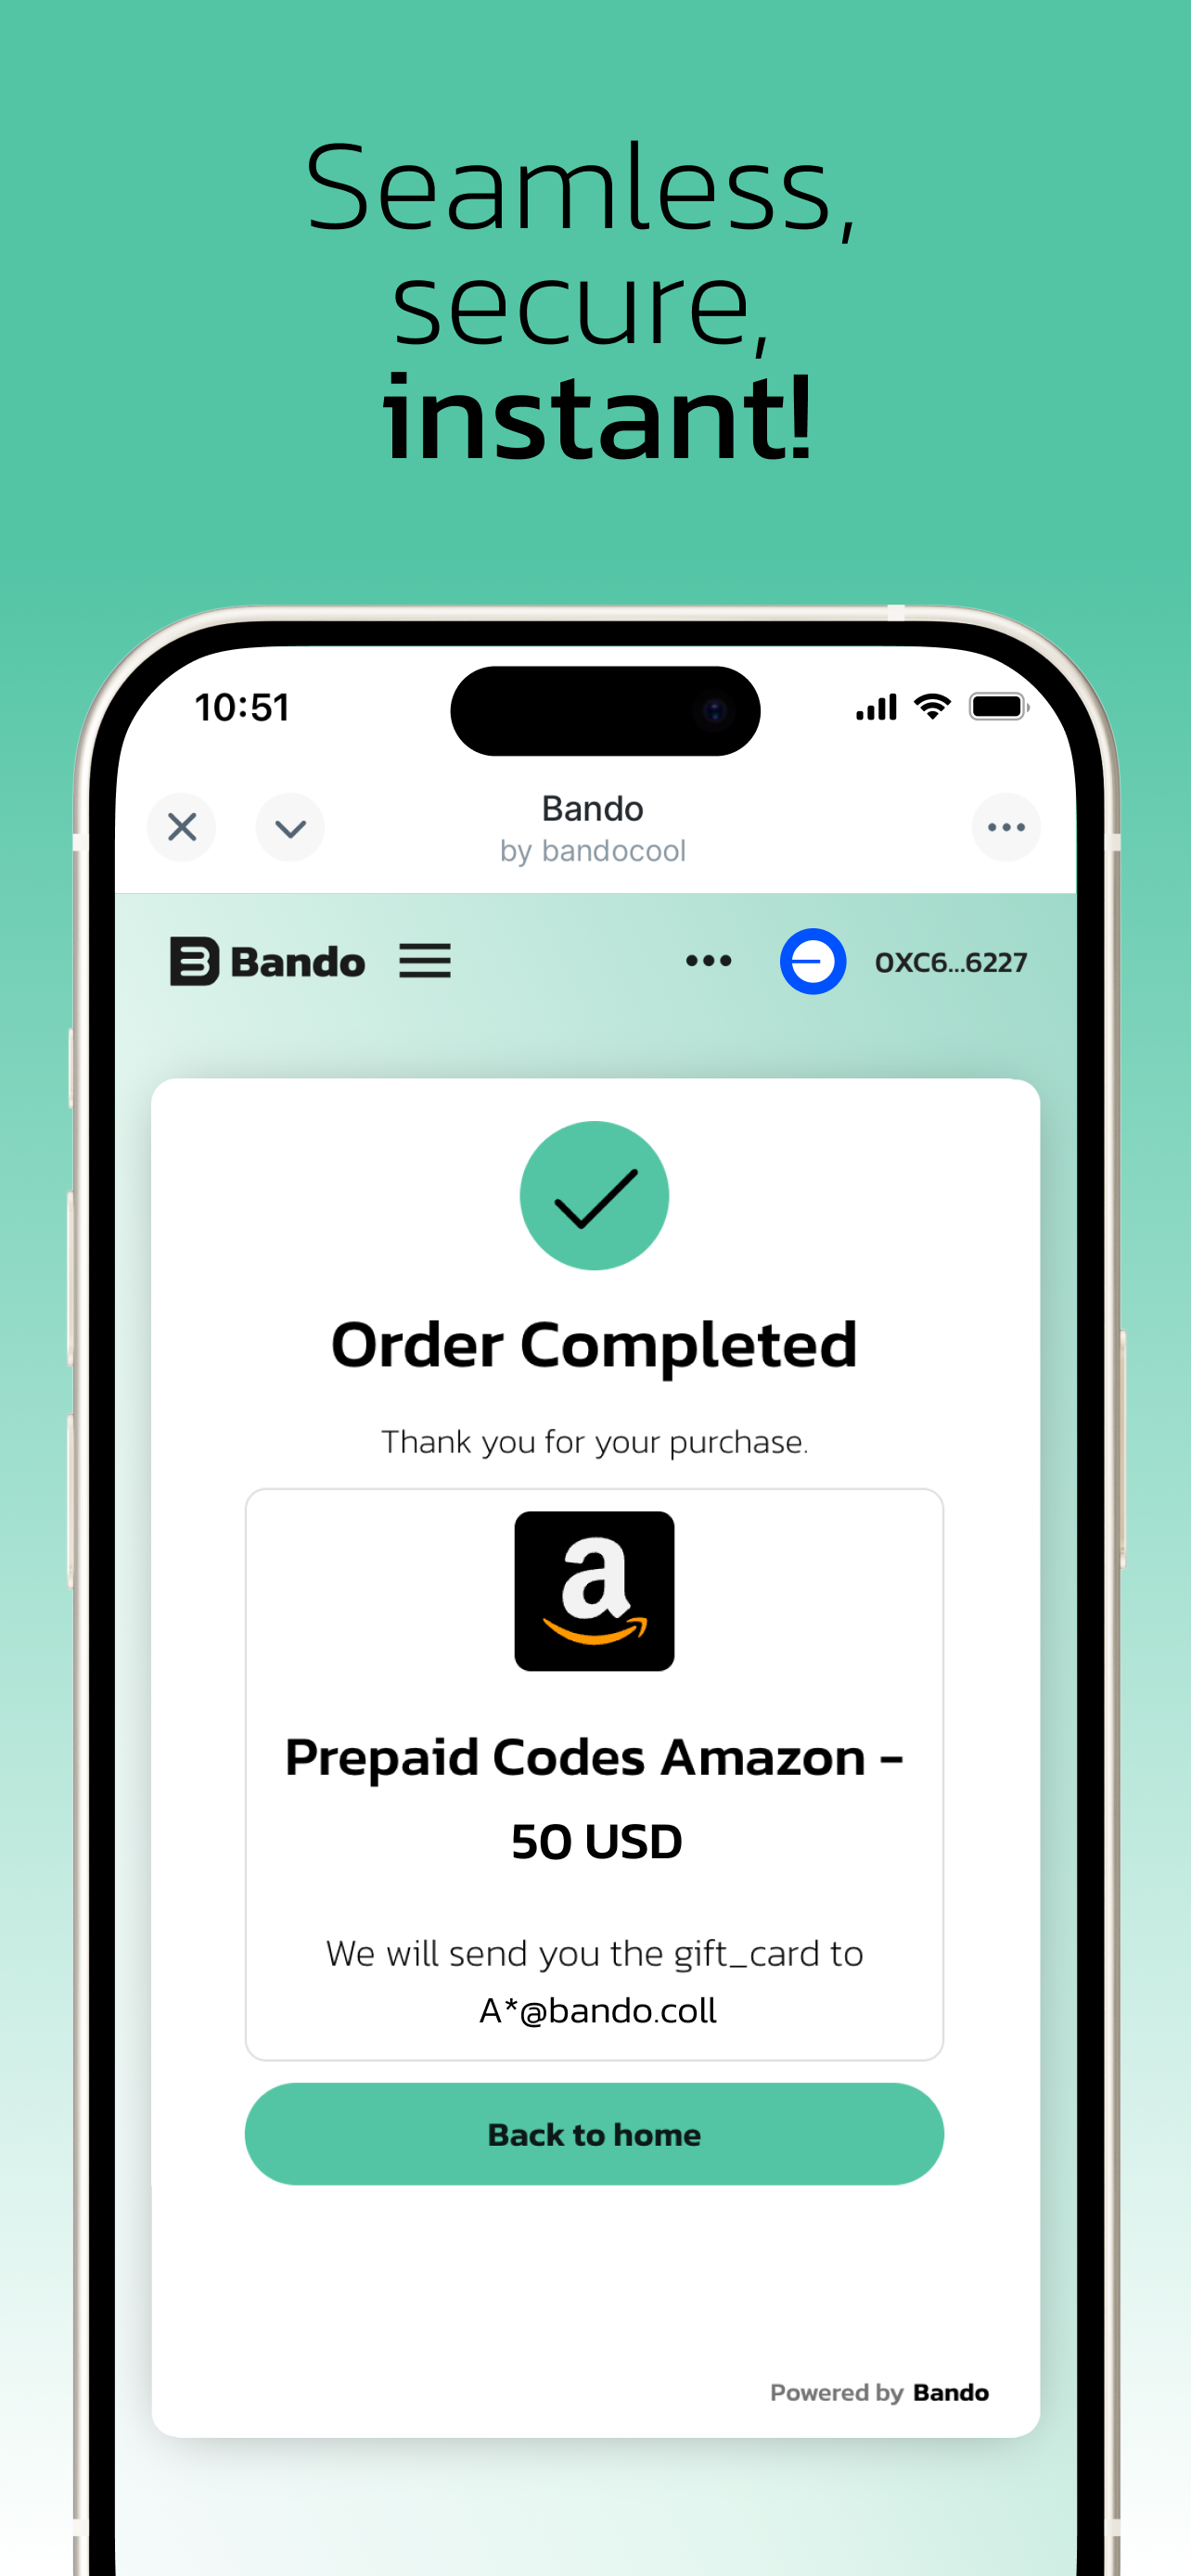 Seamless,
secure,
instant!
10:51
Bando
by bandocool
Bando
0XC6...6227
Order Completed
Thank you for your purchase.
a
Prepaid Codes Amazon -
50 USD
We will send you the gift_card to
A*@bando.coll
Back to home
Powered by Bando